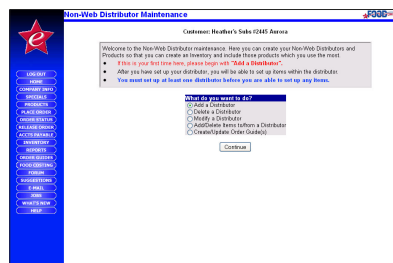 Non-Web Distributor Maintenance
Customer: Heather's Subs #2445 Aurora
Welcome to the Non-Web Distributor maintenance. Here you can create your Non-Web Distributors and
Products so that you can create an Inventory and include those products which you use the most.
If this is your first time here, please begin with "Add a Distributor".
After you have set up your distributor, you will be able to set up items within the distributor.
You must set up at least one distributor before you are able to set up any items.
What do you want to do?
Add a Distributor
Delete a Distributor
Modify a Distributor
Add/Delete Items to/from a Distributor
Create/Update Order Guide(s)
Continue
LOG OUT
HOME
COMPANY INFO
SPECIALS
PRODUCTS
PLACE ORDER
ORDER STATUS
RELEASE ORDER
ACCTS PAYABLE
INVENTORY
REPORTS
ORDER GUIDES
FOOD COSTING
FORUM
SUGGESTIONS
E-MAIL
JOBS
WHAT'S NEW
HELP